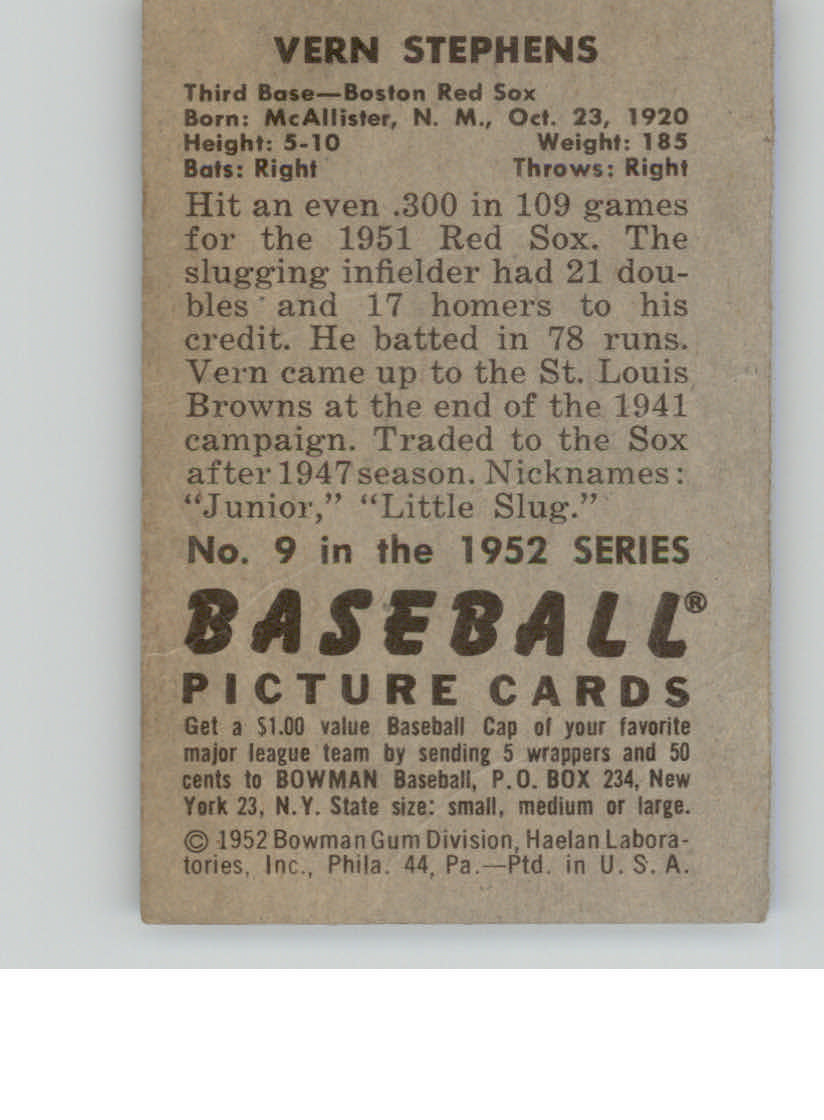 VERN STEPHENS
Third Base—Boston Red Sox
Born: McAllister, N. M., Oct. 23, 1920
Height: 5-10 Weight: 185
Bats: Right Throws: Right
Hit an even .300 in 109 games
for the 1951 Red Sox. The
slugging infielder had 21 dou-
bles and 17 homers to his
credit. He batted in 78 runs.
Vern came up to the St. Louis
Browns at the end of the 1941
campaign. Traded to the Sox
after 1947 season. Nicknames:
“Junior,” “Little Slug.”
No. 9 in the 1952 SERIES
BASEBALL®
PICTURE CARDS
Get a $1.00 value Baseball Cap of your favorite
major league team by sending 5 wrappers and 50
cents to BOWMAN Baseball, P.O. BOX 234, New
York 23, N.Y. State size: small, medium or large.
© 1952 Bowman Gum Division, Haelan Labora-
tories, Inc., Phila. 44, Pa.—Ptd. in U. S. A.